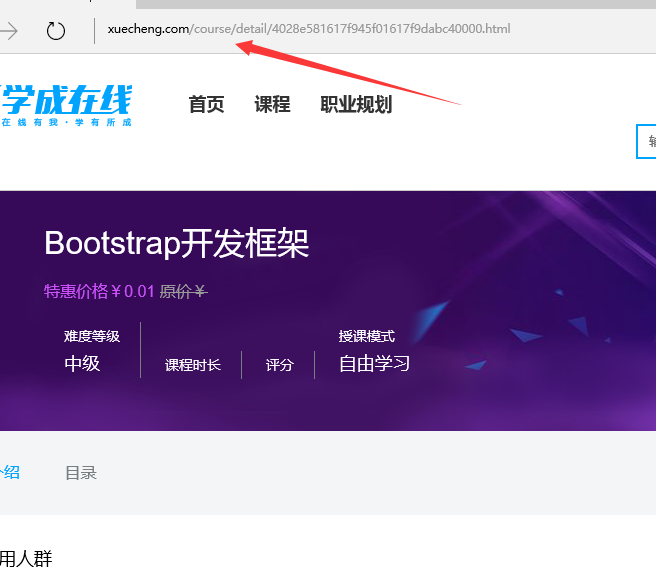 xuecheng.com/course/detail/4028e581617f945f01617f9dabc40000.html
学成在线
在线有我·学有所成
首页 课程 职业规划
Bootstrap开发框架
特惠价格￥0.01 原价￥
难度等级 授课模式
中级 课程时长 评分 自由学习
介绍 目录
用人群